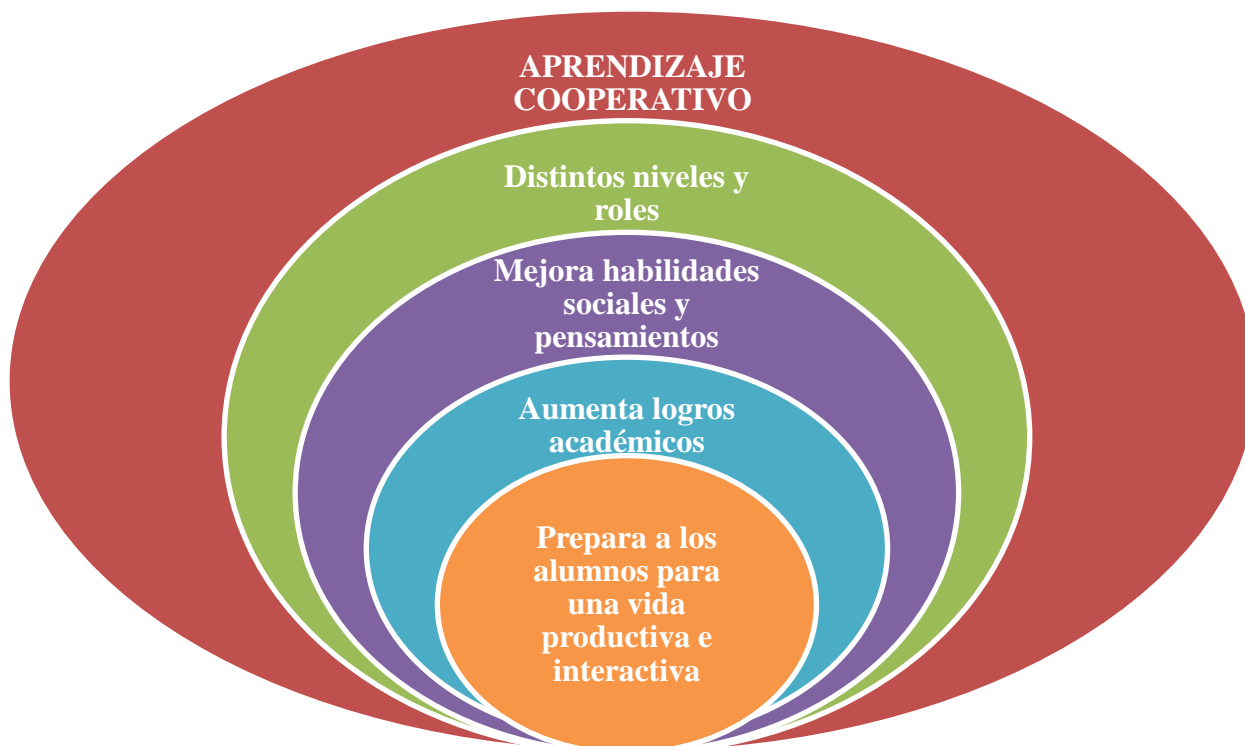 APRENDIZAJE
COOPERATIVO
Distintos niveles y
roles
Mejora habilidades
sociales y
pensamientos
Aumenta logros
académicos
Prepara a los
alumnos para
una vida
productiva e
interactiva